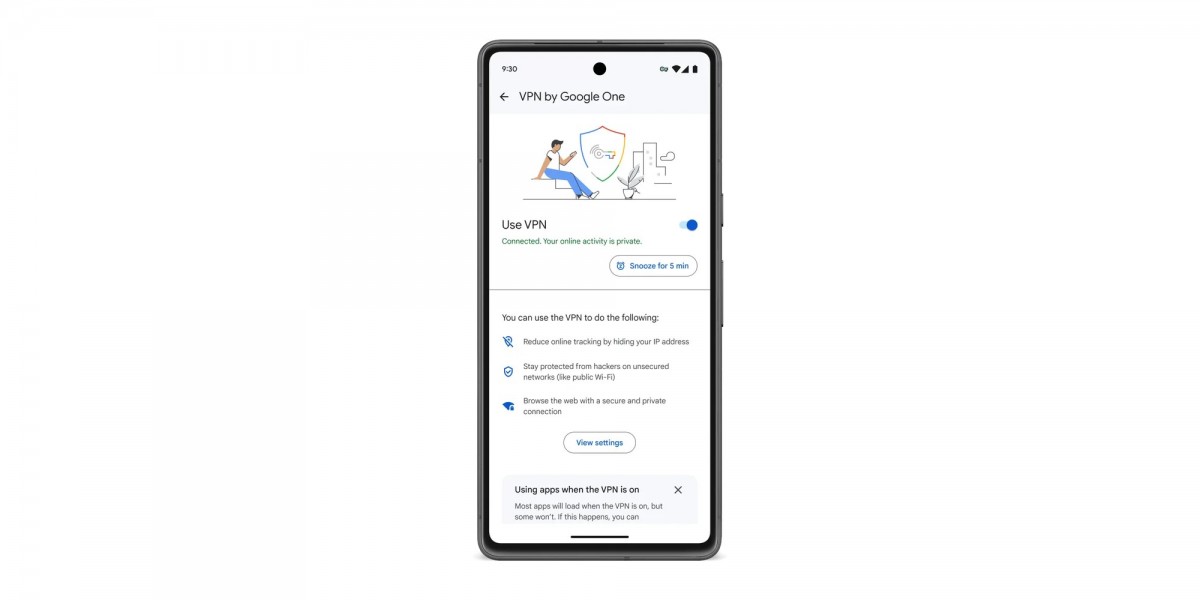 9:30
VPN by Google One
Use VPN
Connected. Your online activity is private.
Snooze for 5 min
You can use the VPN to do the following:
Reduce online tracking by hiding your IP address
Stay protected from hackers on unsecured
networks (like public Wi-Fi)
Browse the web with a secure and private
connection
View settings
Using apps when the VPN is on
Most apps will load when the VPN is on, but
some won't. If this happens, you can